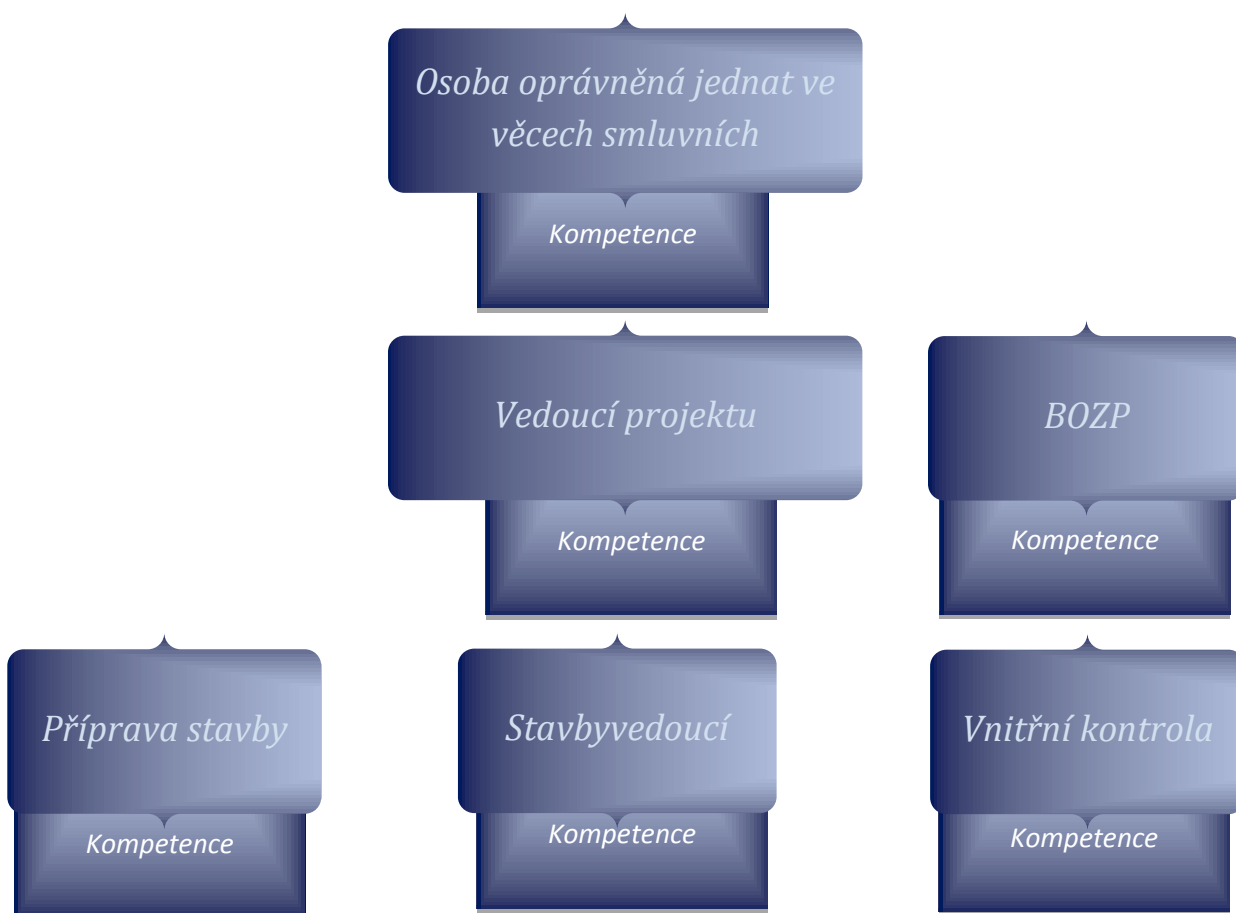 Osoba oprávněná jednat ve
věcech smluvních
Kompetence
Vedoucí projektu
Kompetence
BOZP
Kompetence
Příprava stavby
Kompetence
Stavbyvedoucí
Kompetence
Vnitřní kontrola
Kompetence